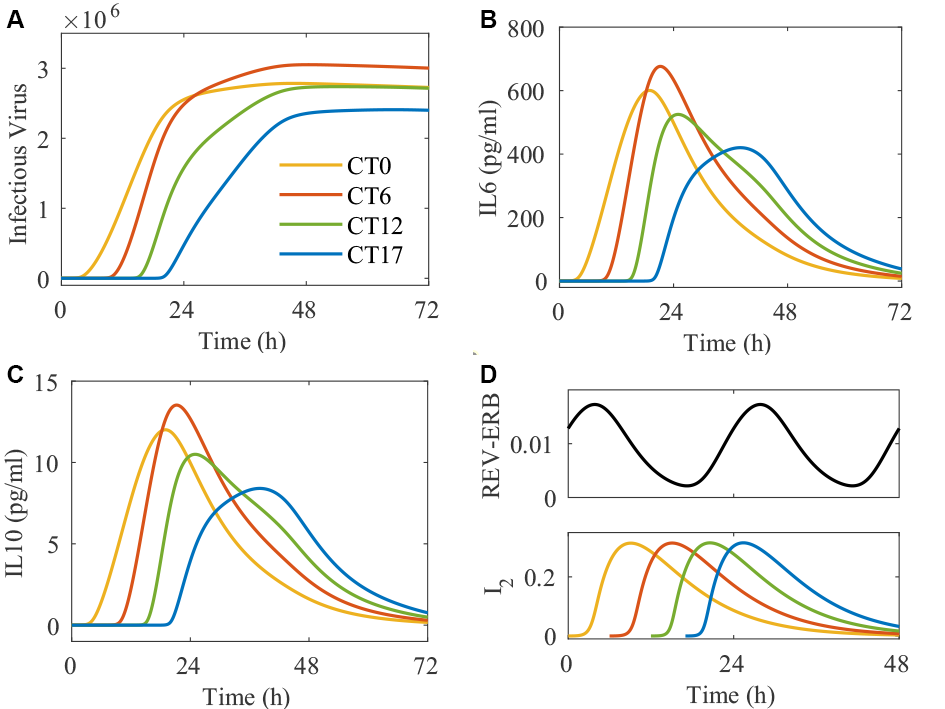 A
×10^6
Infectious Virus
3
2
1
0
CT0
CT6
CT12
CT17
0 24 48 72
Time (h)
B
IL6 (pg/ml)
800
600
400
200
0
0 24 48 72
Time (h)
C
IL10 (pg/ml)
15
10
5
0
0 24 48 72
Time (h)
D
REV-ERB
0.01
0
I_2
0.2
0
0 24 48
Time (h)